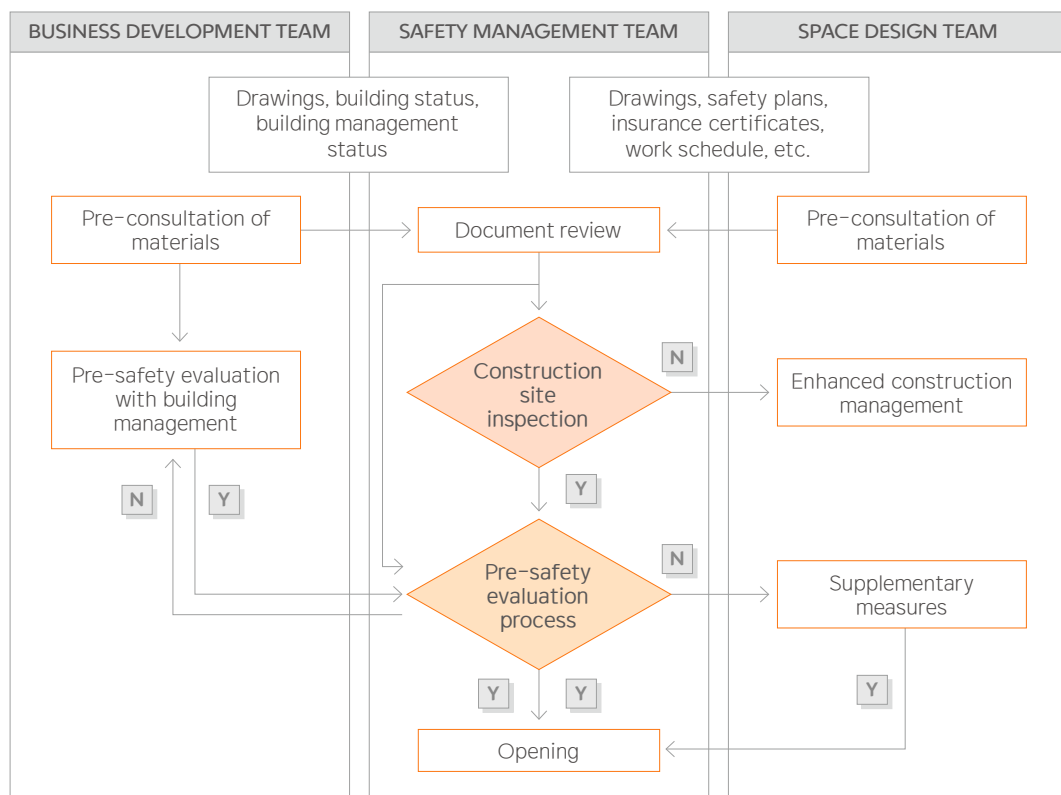 BUSINESS DEVELOPMENT TEAM
SAFETY MANAGEMENT TEAM
SPACE DESIGN TEAM
Drawings, building status,
building management
status
Drawings, safety plans,
insurance certificates,
work schedule, etc.
Pre-consultation of
materials
Document review
Pre-consultation of
materials
Pre-safety evaluation
with building
management
Construction
site
inspection
N
Enhanced construction
management
N
Y
Y
Pre-safety
evaluation
process
N
Supplementary
measures
Y
Y
Y
Opening